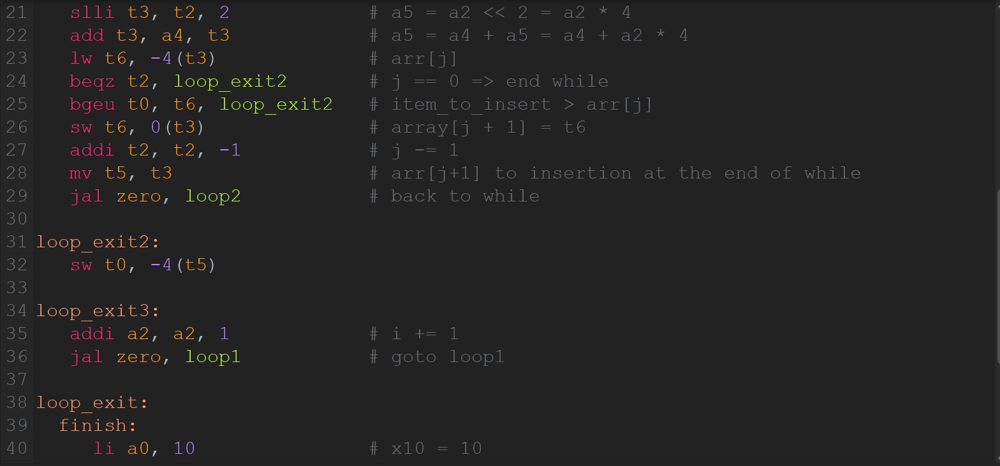 21 slli t3, t2, 2 # a5 = a2 << 2 = a2 * 4
22 add t3, a4, t3 # a5 = a4 + a5 = a4 + a2 * 4
23 lw t6, -4(t3) # arr[j]
24 beqz t2, loop_exit2 # j == 0 => end while
25 bgeu t0, t6, loop_exit2 # item_to_insert > arr[j]
26 sw t6, 0(t3) # array[j + 1] = t6
27 addi t2, t2, -1 # j -= 1
28 mv t5, t3 # arr[j+1] to insertion at the end of while
29 jal zero, loop2 # back to while
30
31 loop_exit2:
32 sw t0, -4(t5)
33
34 loop_exit3:
35 addi a2, a2, 1 # i += 1
36 jal zero, loop1 # goto loop1
37
38 loop_exit:
39 finish:
40 li a0, 10 # x10 = 10